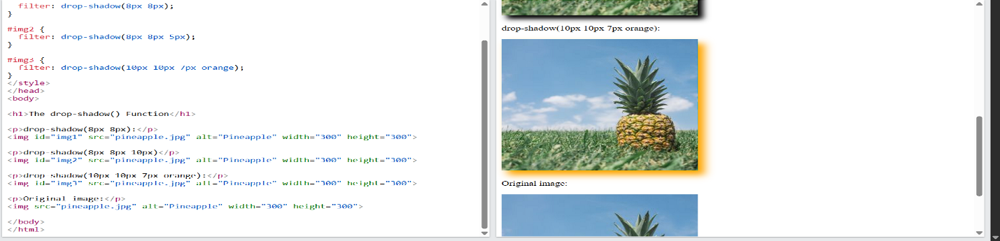 filter: drop-shadow(8px 8px);
}
#img2 {
filter: drop-shadow(8px 8px 5px);
}
#img3 {
filter: drop-shadow(10px 10px 7px orange);
}
</style>
</head>
<body>
<h1>The drop-shadow() Function</h1>
<p>drop-shadow(8px 8px):</p>
<img id="img1" src="pineapple.jpg" alt="Pineapple" width="300" height="300">
<p>drop-shadow(8px 8px 10px)</p>
<img id="img2" src="pineapple.jpg" alt="Pineapple" width="300" height="300">
<p>drop-shadow(10px 10px 7px orange):</p>
<img id="img3" src="pineapple.jpg" alt="Pineapple" width="300" height="300">
<p>Original image:</p>
<img src="pineapple.jpg" alt="Pineapple" width="300" height="300">
</body>
</html>
drop-shadow(10px 10px 7px orange):
Original image: